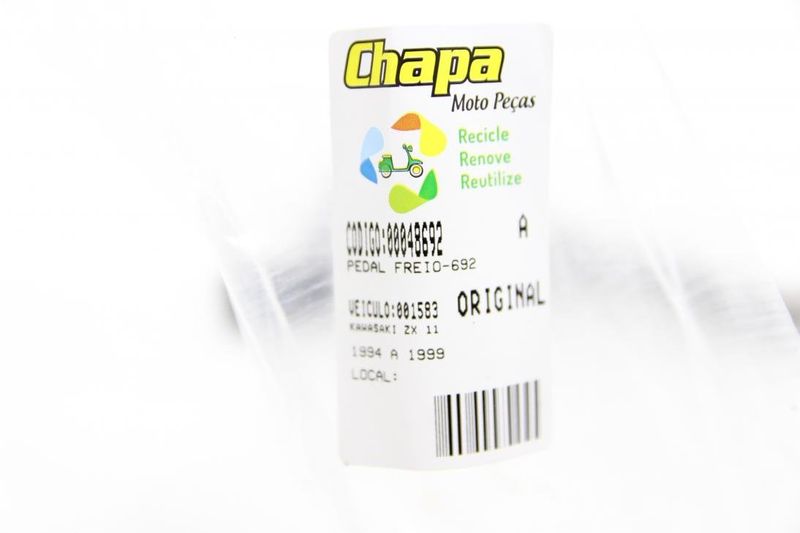 Chapa
Moto Peças
Recicle
Renove
Reutilize
CODIGO:00048692 A
PEDAL FREIO-692
VEICULO:001583 ORIGINAL
KAWASAKI ZX 11
1994 A 1999
LOCAL: